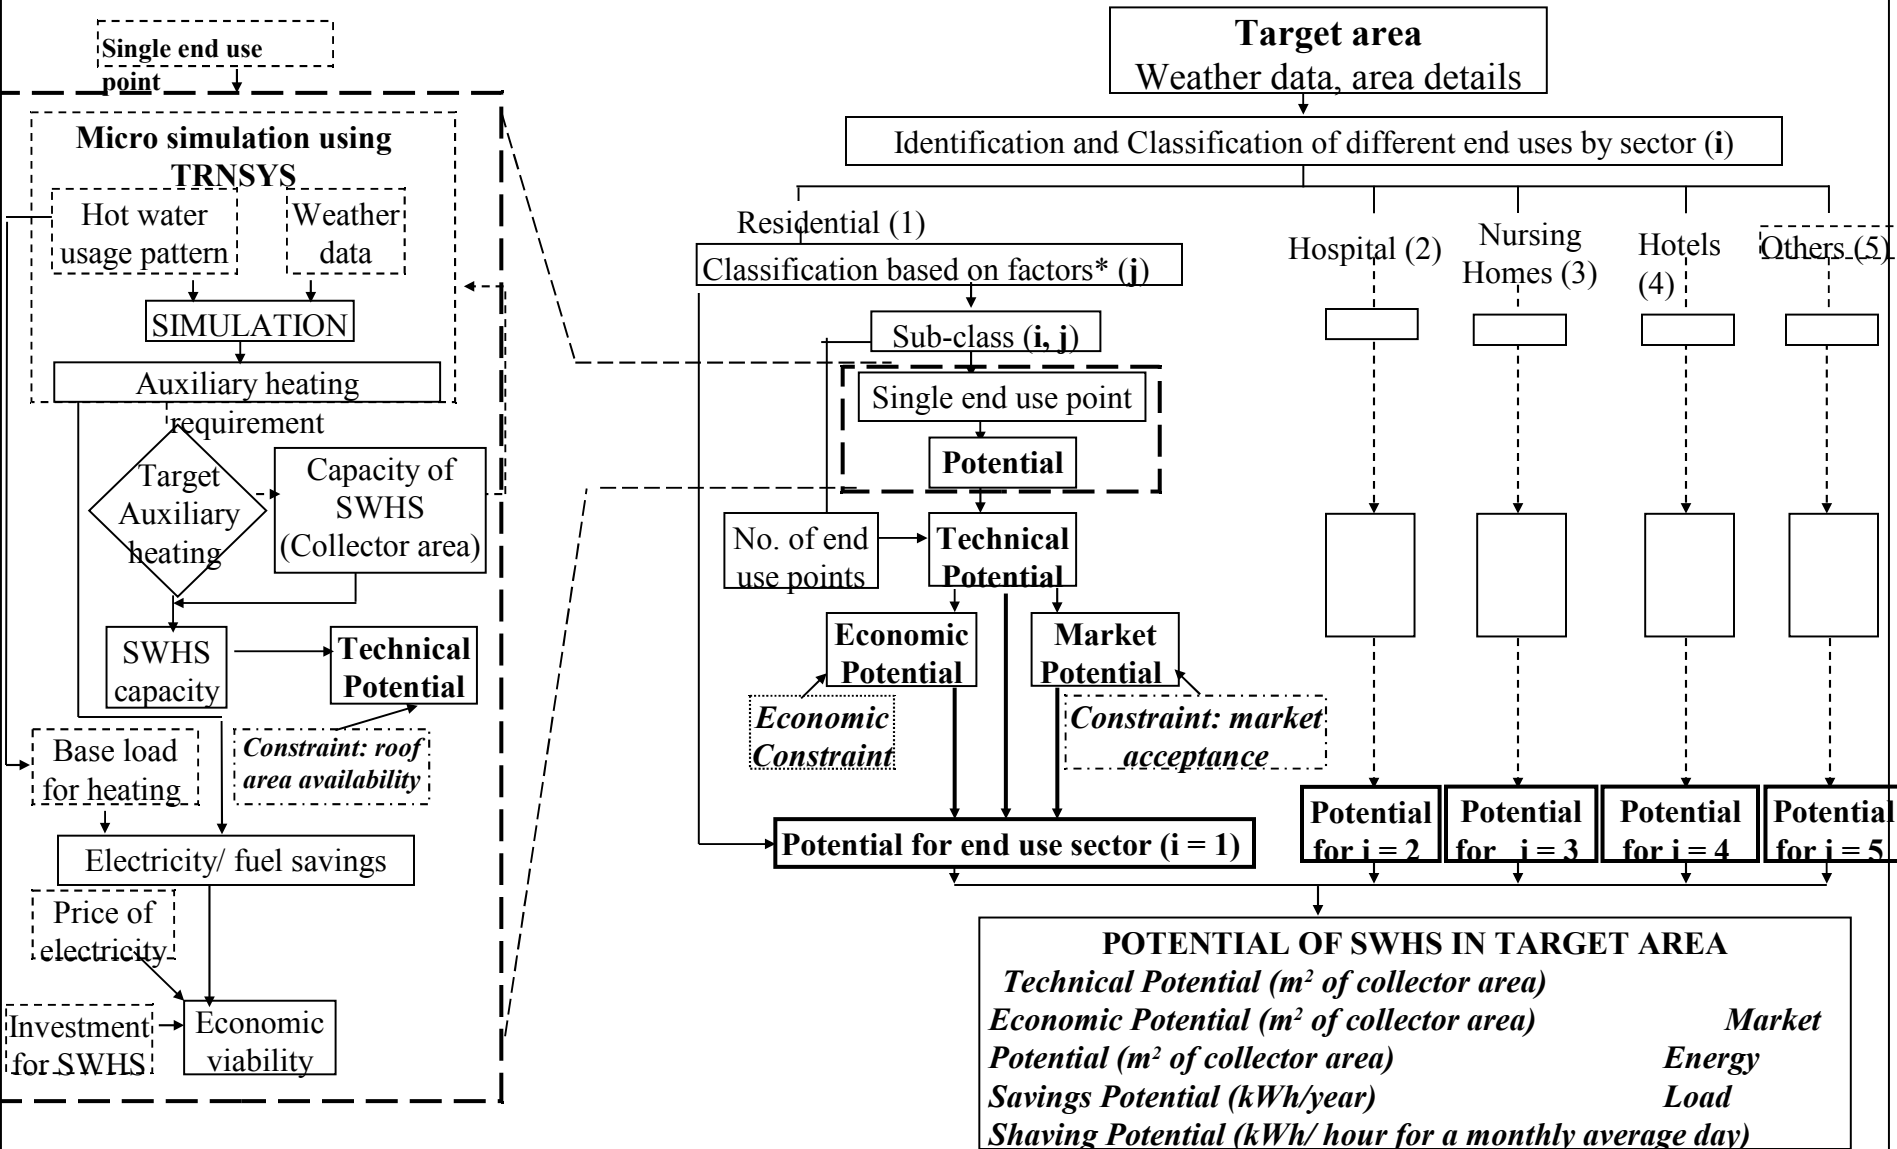 Single end use
point
Micro simulation using
TRNSYS
Hot water
usage pattern
Weather
data
SIMULATION
Auxiliary heating
requirement
Target
Auxiliary
heating
Capacity of
SWHS
(Collector area)
SWHS
capacity
Technical
Potential
Base load
for heating
Constraint: roof
area availability
Electricity/ fuel savings
Price of
electricity
Investment
for SWHS
Economic
viability
Target area
Weather data, area details
Identification and Classification of different end uses by sector (i)
Residential (1)
Hospital (2)
Nursing
Homes (3)
Hotels
(4)
Others (5)
Classification based on factors* (j)
Sub-class (i, j)
Single end use point
Potential
No. of end
use points
Technical
Potential
Economic
Potential
Market
Potential
Economic
Constraint
Constraint: market
acceptance
Potential for end use sector (i = 1)
Potential
for i = 2
Potential
for i = 3
Potential
for i = 4
Potential
for i = 5
POTENTIAL OF SWHS IN TARGET AREA
Technical Potential (m² of collector area)
Economic Potential (m² of collector area) Market
Potential (m² of collector area) Energy
Savings Potential (kWh/year) Load
Shaving Potential (kWh/ hour for a monthly average day)